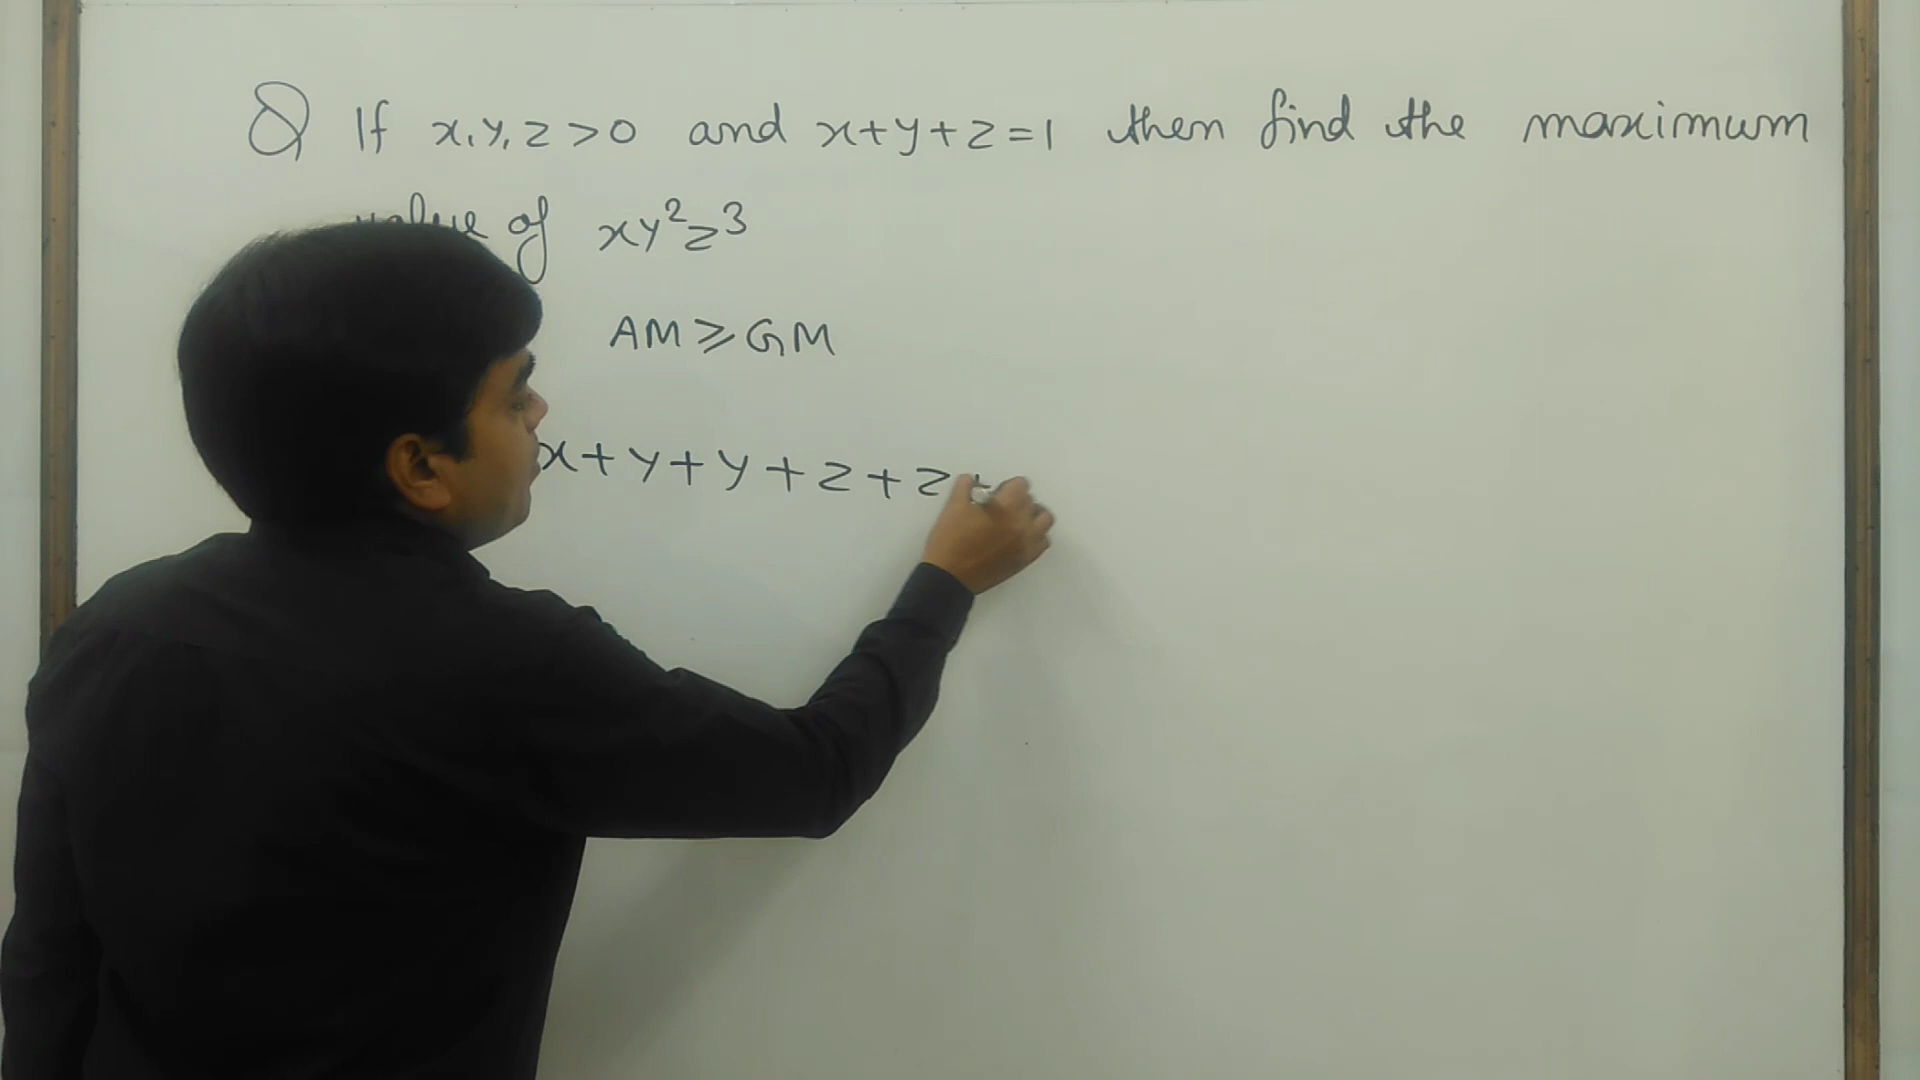 Q If x, y, z > 0 and x+y+z=1 then find the maximum
value of xy²z³
AM ⩾ GM
x+y+y+z+z+